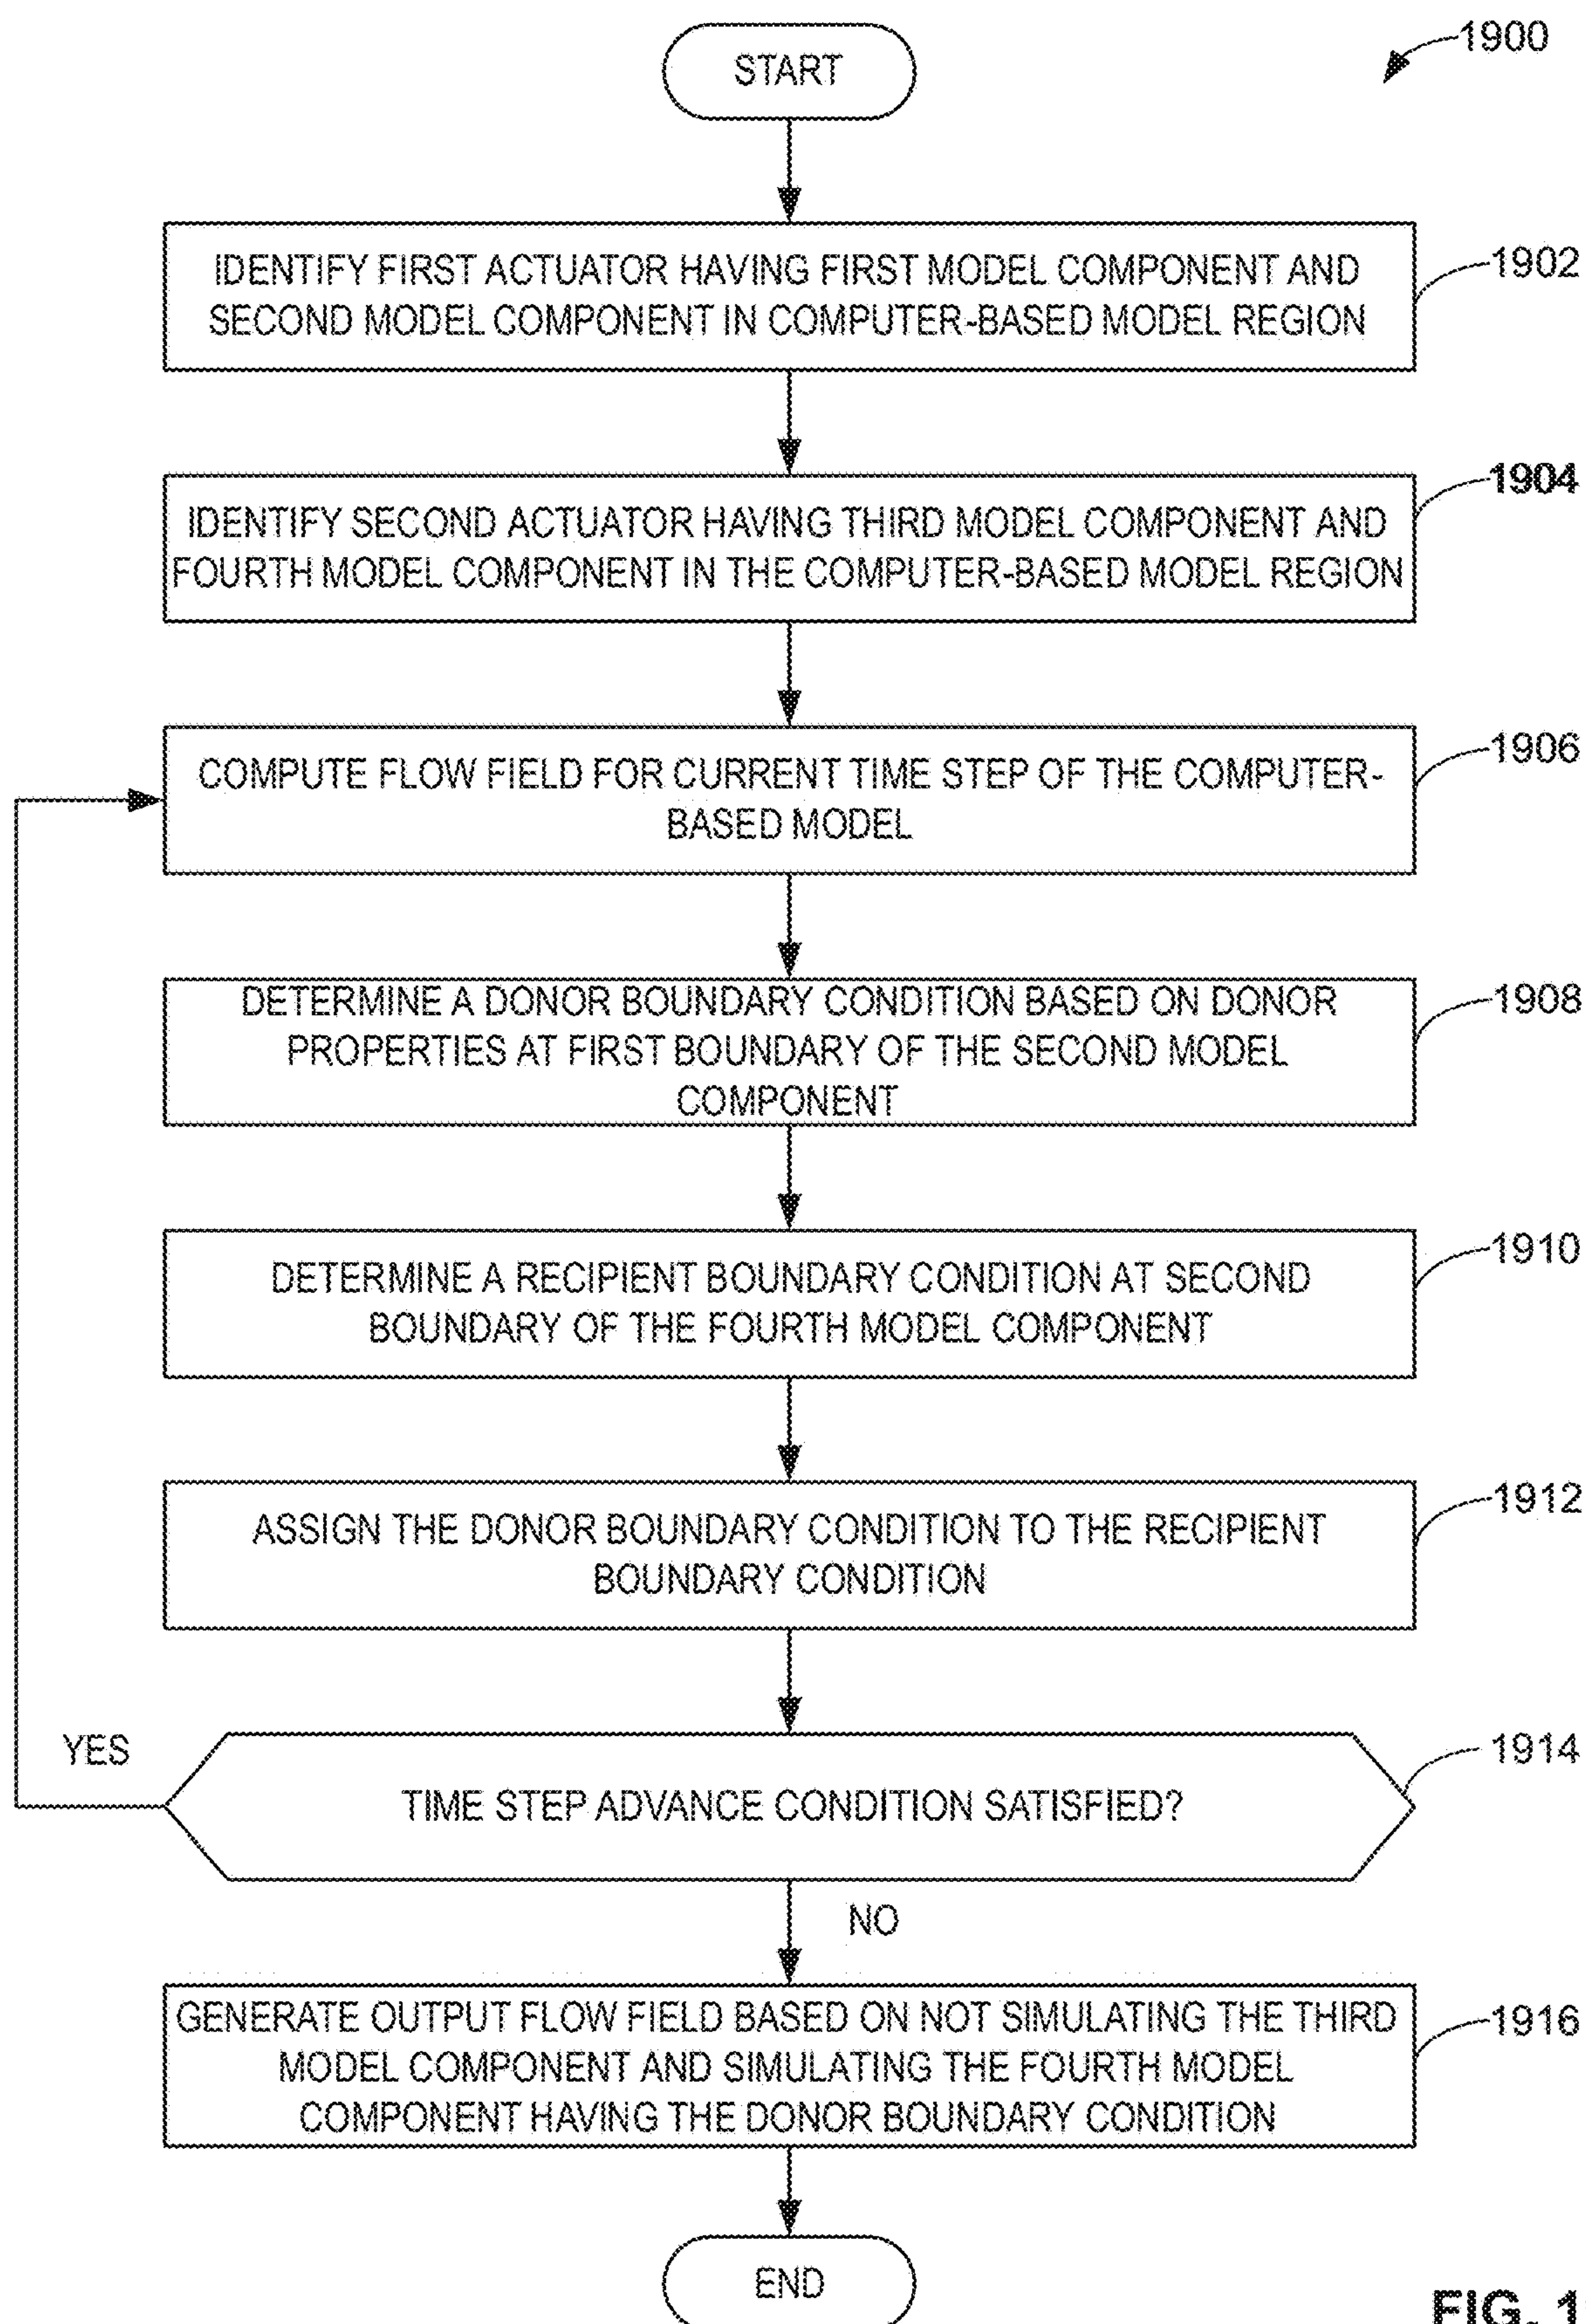 1900
START
IDENTIFY FIRST ACTUATOR HAVING FIRST MODEL COMPONENT AND
SECOND MODEL COMPONENT IN COMPUTER-BASED MODEL REGION
1902
IDENTIFY SECOND ACTUATOR HAVING THIRD MODEL COMPONENT AND
FOURTH MODEL COMPONENT IN THE COMPUTER-BASED MODEL REGION
1904
COMPUTE FLOW FIELD FOR CURRENT TIME STEP OF THE COMPUTER-
BASED MODEL
1906
DETERMINE A DONOR BOUNDARY CONDITION BASED ON DONOR
PROPERTIES AT FIRST BOUNDARY OF THE SECOND MODEL
COMPONENT
1908
DETERMINE A RECIPIENT BOUNDARY CONDITION AT SECOND
BOUNDARY OF THE FOURTH MODEL COMPONENT
1910
ASSIGN THE DONOR BOUNDARY CONDITION TO THE RECIPIENT
BOUNDARY CONDITION
1912
YES
TIME STEP ADVANCE CONDITION SATISFIED?
1914
NO
GENERATE OUTPUT FLOW FIELD BASED ON NOT SIMULATING THE THIRD
MODEL COMPONENT AND SIMULATING THE FOURTH MODEL
COMPONENT HAVING THE DONOR BOUNDARY CONDITION
1916
END
FIG. 1